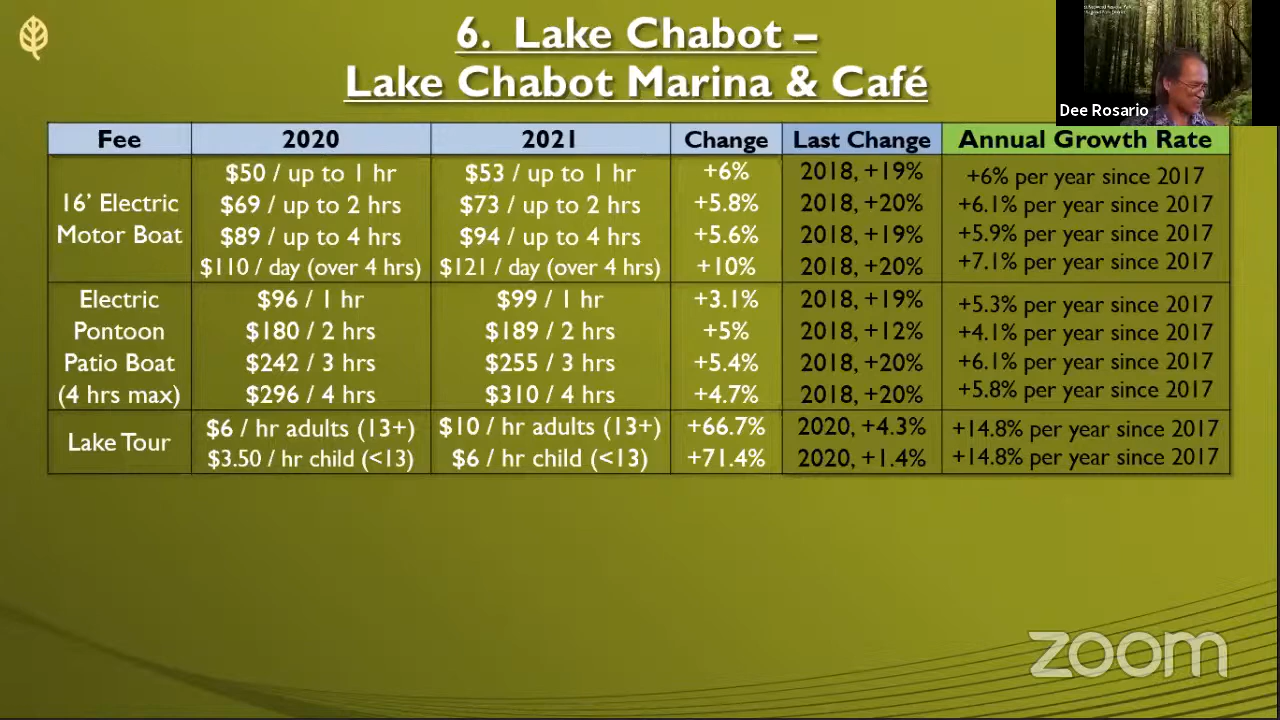 6. Lake Chabot –
Lake Chabot Marina & Café
Dee Rosario
Fee 2020 2021 Change Last Change Annual Growth Rate
16’ Electric Motor Boat
$50 / up to 1 hr $53 / up to 1 hr +6% 2018, +19% +6% per year since 2017
$69 / up to 2 hrs $73 / up to 2 hrs +5.8% 2018, +20% +6.1% per year since 2017
$89 / up to 4 hrs $94 / up to 4 hrs +5.6% 2018, +19% +5.9% per year since 2017
$110 / day (over 4 hrs) $121 / day (over 4 hrs) +10% 2018, +20% +7.1% per year since 2017
Electric $96 / 1 hr $99 / 1 hr +3.1% 2018, +19% +5.3% per year since 2017
Pontoon $180 / 2 hrs $189 / 2 hrs +5% 2018, +12% +4.1% per year since 2017
Patio Boat $242 / 3 hrs $255 / 3 hrs +5.4% 2018, +20% +6.1% per year since 2017
(4 hrs max) $296 / 4 hrs $310 / 4 hrs +4.7% 2018, +20% +5.8% per year since 2017
Lake Tour
$6 / hr adults (13+) $10 / hr adults (13+) +66.7% 2020, +4.3% +14.8% per year since 2017
$3.50 / hr child (<13) $6 / hr child (<13) +71.4% 2020, +1.4% +14.8% per year since 2017
zoom